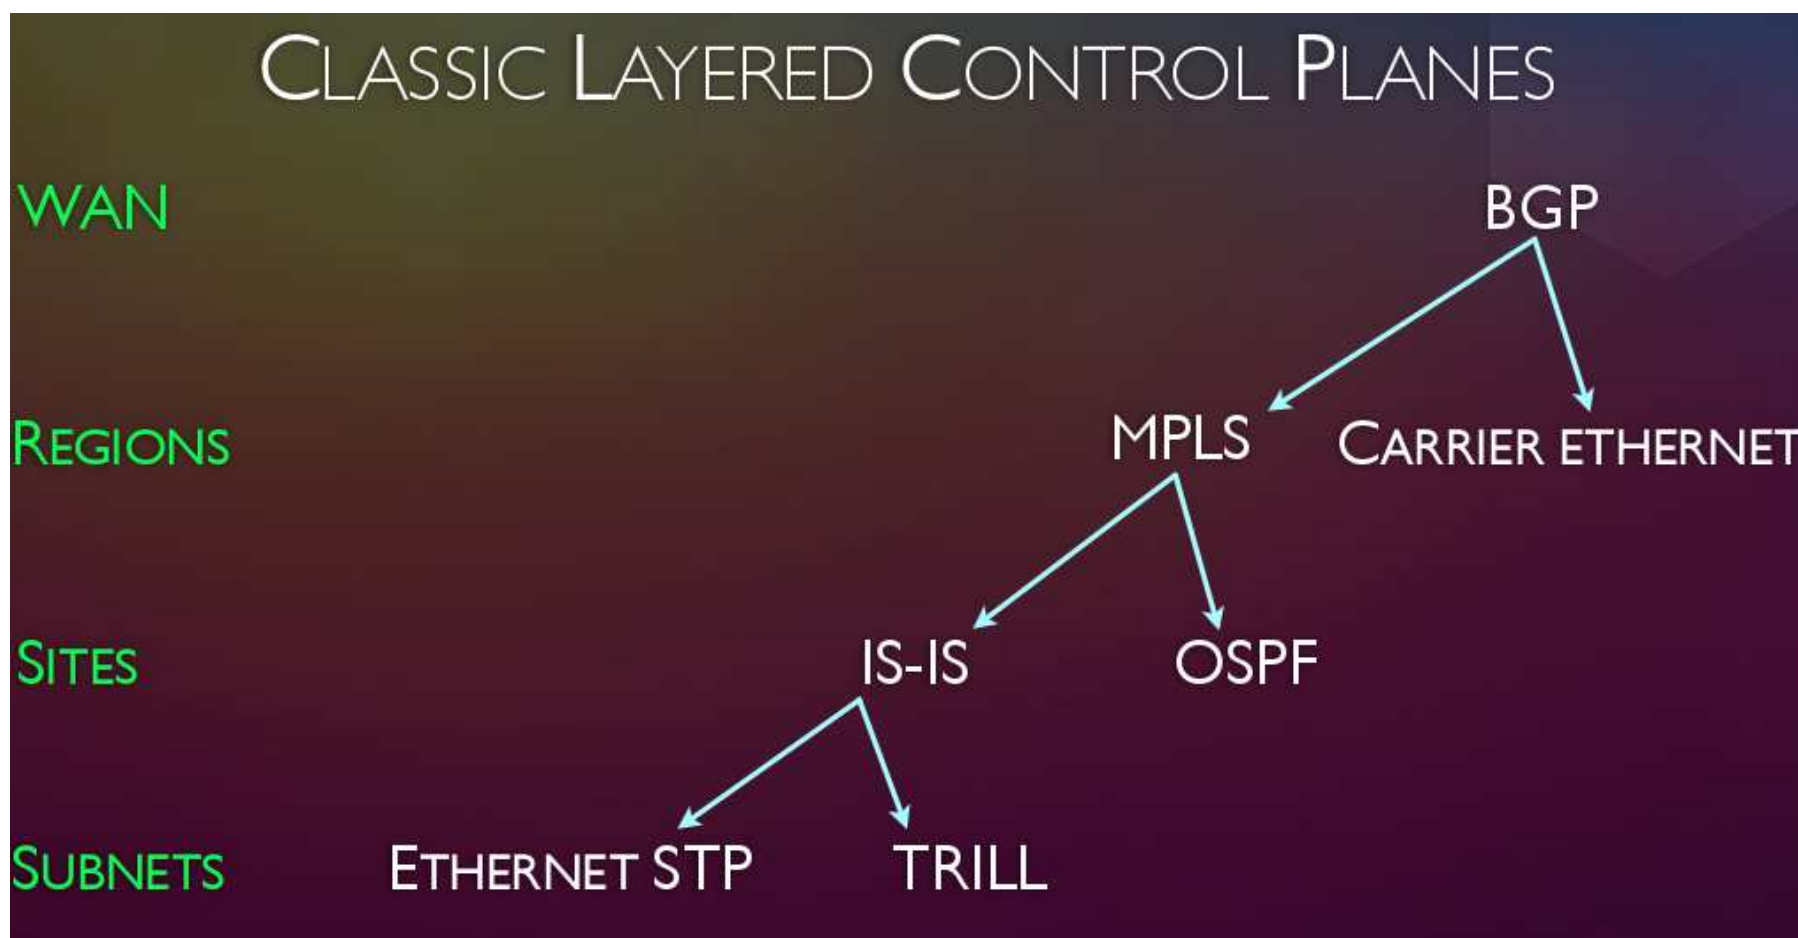 CLASSIC LAYERED CONTROL PLANES
WAN BGP
REGIONS MPLS CARRIER ETHERNET
SITES IS-IS OSPF
SUBNETS ETHERNET STP TRILL